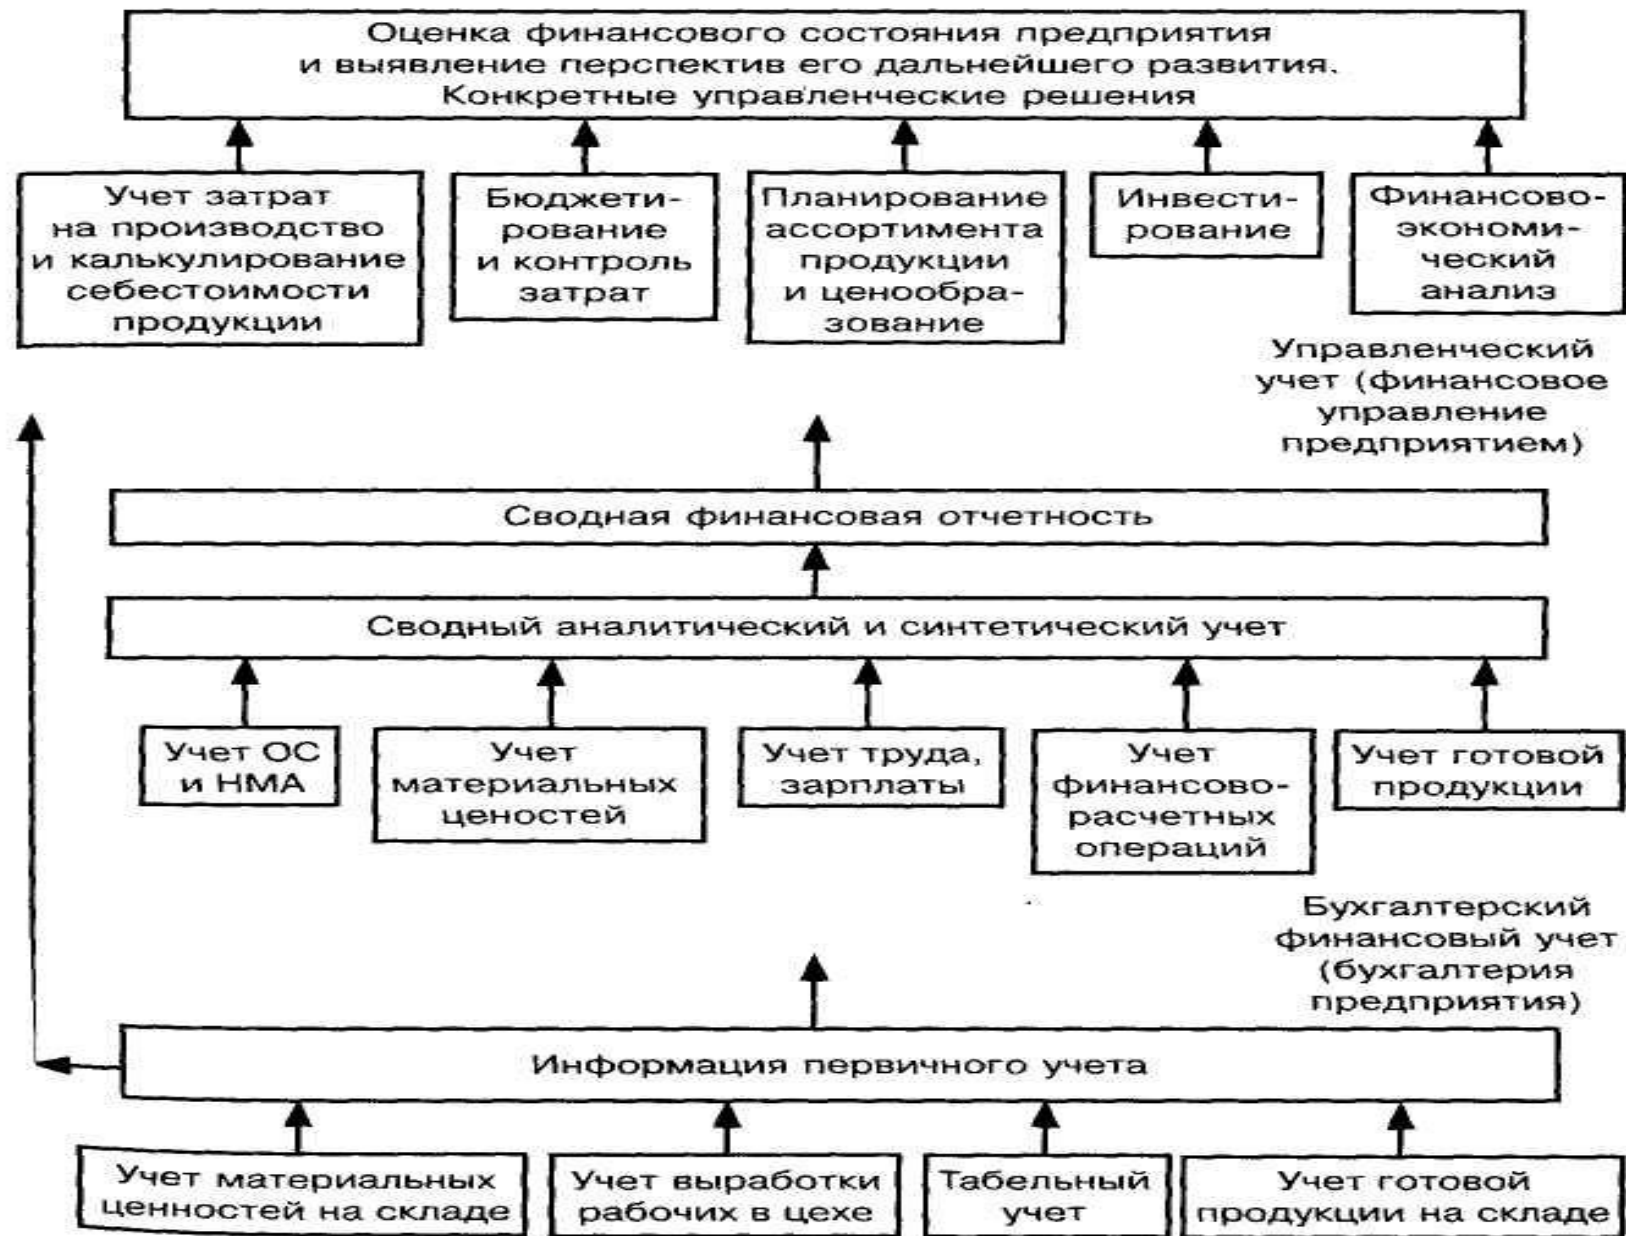 Оценка финансового состояния предприятия
и выявление перспектив его дальнейшего развития.
Конкретные управленческие решения
Учет затрат
на производство
и калькулирование
себестоимости
продукции
Бюджети-
рование
и контроль
затрат
Планирование
ассортимента
продукции
и ценообра-
зование
Инвести-
рование
Финансово-
экономи-
ческий
анализ
Управленческий
учет (финансовое
управление
предприятием)
Сводная финансовая отчетность
Сводный аналитический и синтетический учет
Учет ОС
и НМА
Учет
материальных
ценостей
Учет труда,
зарплаты
Учет
финансово-
расчетных
операций
Учет готовой
продукции
Бухгалтерский
финансовый учет
(бухгалтерия
предприятия)
Информация первичного учета
Учет материальных
ценностей на складе
Учет выработки
рабочих в цехе
Табельный
учет
Учет готовой
продукции на складе